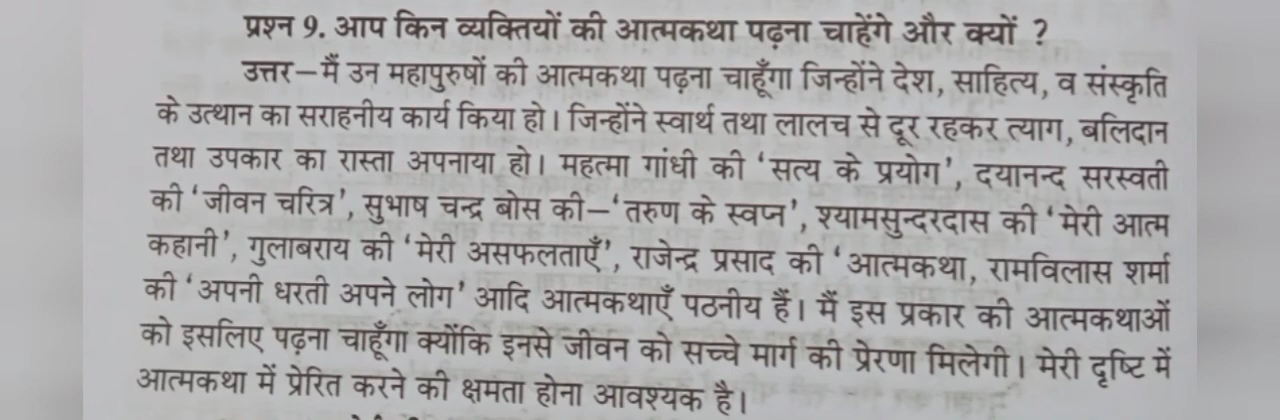 प्रश्न 9. आप किन व्यक्तियों की आत्मकथा पढ़ना चाहेंगे और क्यों ?
उत्तर–मैं उन महापुरुषों की आत्मकथा पढ़ना चाहूँगा जिन्होंने देश, साहित्य, व संस्कृति
के उत्थान का सराहनीय कार्य किया हो। जिन्होंने स्वार्थ तथा लालच से दूर रहकर त्याग, बलिदान
तथा उपकार का रास्ता अपनाया हो। महत्मा गांधी की ‘सत्य के प्रयोग’, दयानन्द सरस्वती
की ‘जीवन चरित्र’, सुभाष चन्द्र बोस की–‘तरुण के स्वप्न’, श्यामसुन्दरदास की ‘मेरी आत्म
कहानी’, गुलाबराय की ‘मेरी असफलताएँ’, राजेन्द्र प्रसाद की ‘आत्मकथा, रामविलास शर्मा
की ‘अपनी धरती अपने लोग’ आदि आत्मकथाएँ पठनीय हैं। मैं इस प्रकार की आत्मकथाओं
को इसलिए पढ़ना चाहूँगा क्योंकि इनसे जीवन को सच्चे मार्ग की प्रेरणा मिलेगी। मेरी दृष्टि में
आत्मकथा में प्रेरित करने की क्षमता होना आवश्यक है।